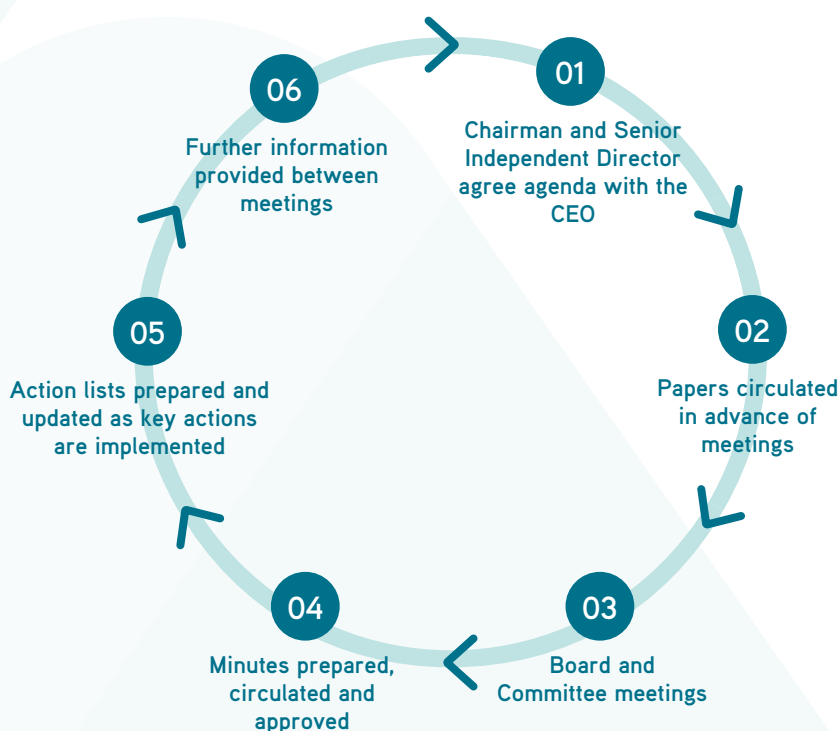 01
Chairman and Senior
Independent Director
agree agenda with the
CEO
02
Papers circulated
in advance of
meetings
03
Board and
Committee meetings
04
Minutes prepared,
circulated and
approved
05
Action lists prepared and
updated as key actions
are implemented
06
Further information
provided between
meetings